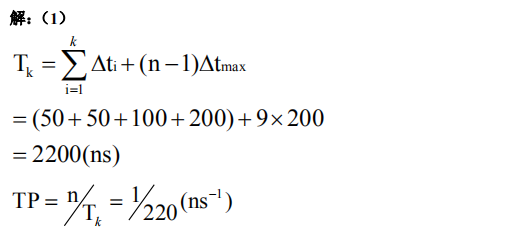 解：（1）
T_k = \sum_{i=1}^{k} Δti + (n − 1)Δtmax
= (50 + 50 + 100 + 200) + 9 × 200
= 2200(ns)
TP = n/T_k = 1/220 (ns⁻¹)